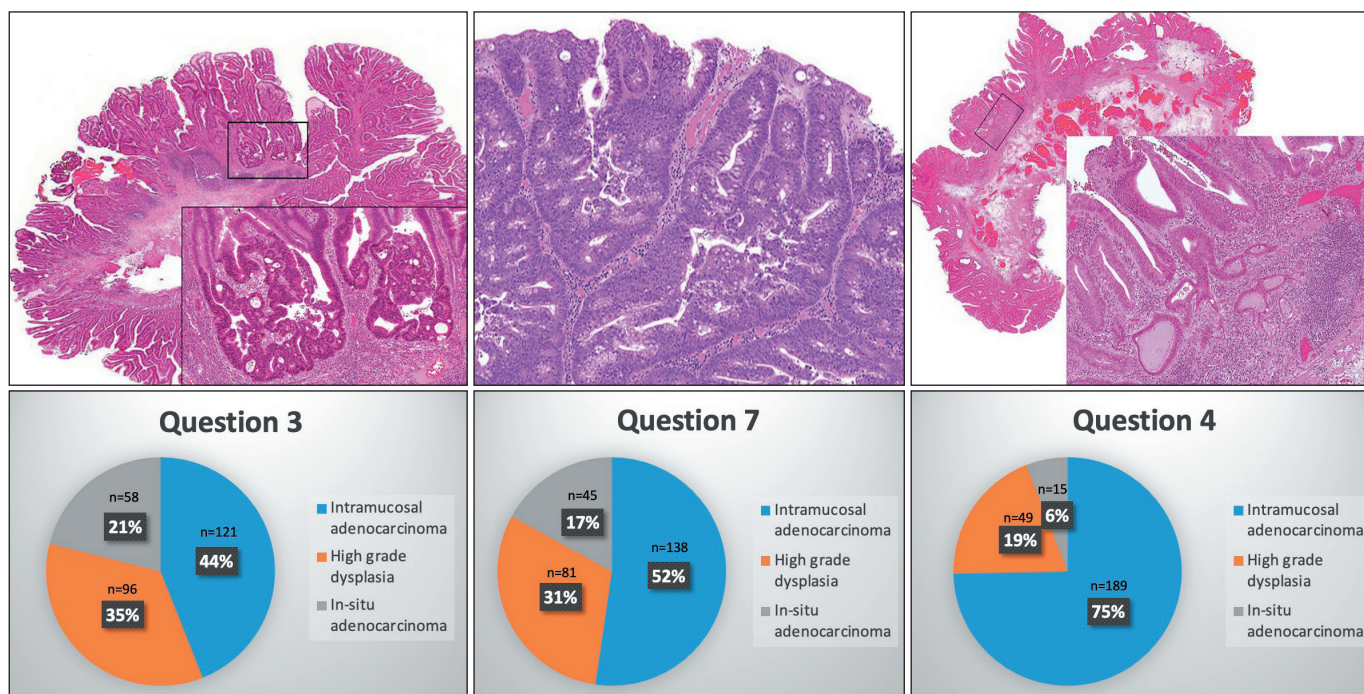 Question 3
n=58
21%
n=121
44%
n=96
35%
Intramucosal
adenocarcinoma
High grade
dysplasia
In-situ
adenocarcinoma
Question 7
n=45
17%
n=138
52%
n=81
31%
Intramucosal
adenocarcinoma
High grade
dysplasia
In-situ
adenocarcinoma
Question 4
n=15
6%
n=49
19%
n=189
75%
Intramucosal
adenocarcinoma
High grade
dysplasia
In-situ
adenocarcinoma